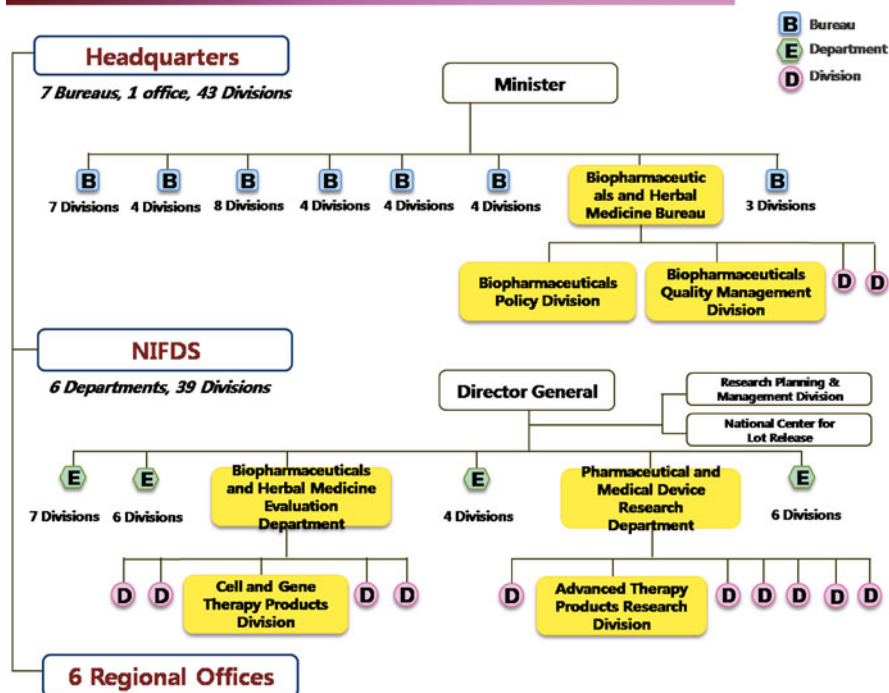 B Bureau
E Department
D Division
Headquarters
7 Bureaus, 1 office, 43 Divisions
Minister
B B B B B B B
7 Divisions 4 Divisions 8 Divisions 4 Divisions 4 Divisions 4 Divisions 3 Divisions
Biopharmaceutic
als and Herbal
Medicine Bureau
Biopharmaceuticals
Policy Division
Biopharmaceuticals
Quality Management
Division
D D
NIFDS
6 Departments, 39 Divisions
Director General
Research Planning &
Management Division
National Center for
Lot Release
E E E E
7 Divisions 6 Divisions 4 Divisions 6 Divisions
Biopharmaceuticals
and Herbal Medicine
Evaluation
Department
Pharmaceutical and
Medical Device
Research
Department
D D
Cell and Gene
Therapy Products
Division
D D
D
Advanced Therapy
Products Research
Division
D D D D D
6 Regional Offices